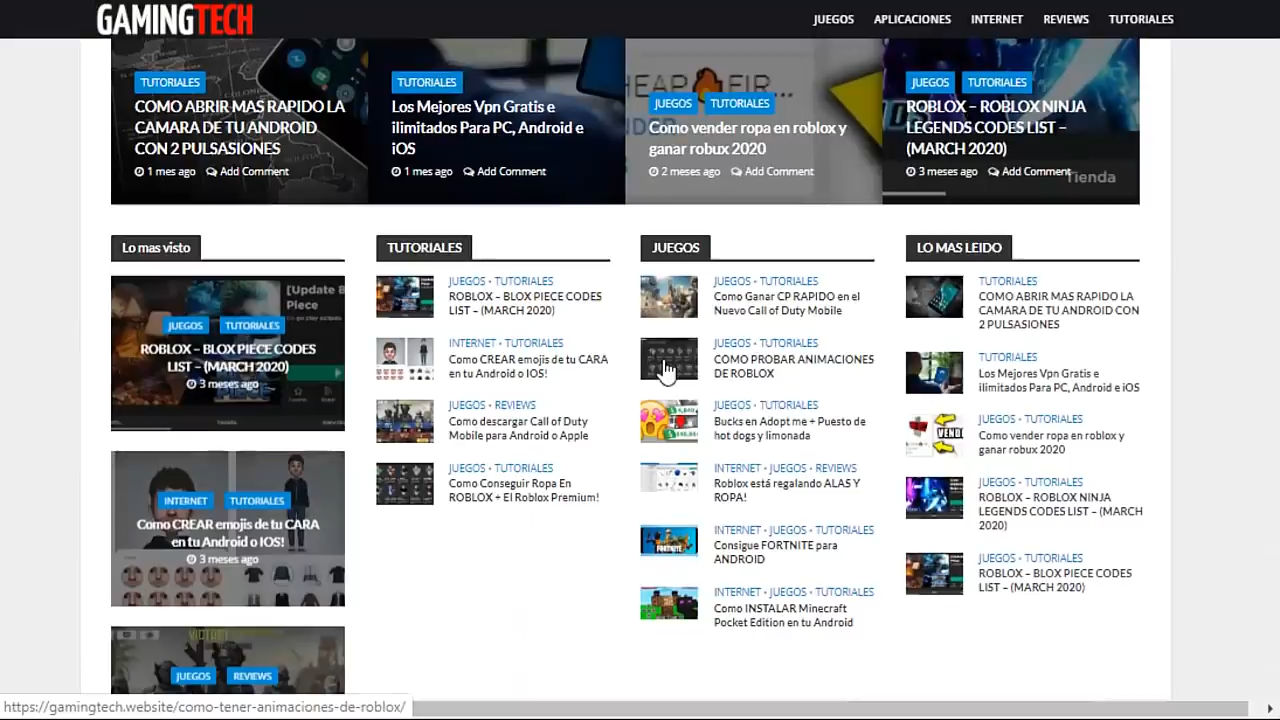 GAMINGTECH
JUEGOS APLICACIONES INTERNET REVIEWS TUTORIALES
TUTORIALES
COMO ABRIR MAS RAPIDO LA
CAMARA DE TU ANDROID
CON 2 PULSASIONES
1 mes ago Add Comment
TUTORIALES
Los Mejores Vpn Gratis e
ilimitados Para PC, Android e
iOS
1 mes ago Add Comment
JUEGOS TUTORIALES
Como vender ropa en roblox y
ganar robux 2020
2 meses ago Add Comment
JUEGOS TUTORIALES
ROBLOX – ROBLOX NINJA
LEGENDS CODES LIST –
(MARCH 2020)
3 meses ago Add Comment
Tienda
Lo mas visto
[Update 8
JUEGOS TUTORIALES
ROBLOX – BLOX PIECE CODES
LIST – (MARCH 2020)
3 meses ago
INTERNET TUTORIALES
Como CREAR emojis de tu CARA
en tu Android o IOS!
3 meses ago
JUEGOS REVIEWS
TUTORIALES
JUEGOS • TUTORIALES
ROBLOX – BLOX PIECE CODES
LIST – (MARCH 2020)
INTERNET • TUTORIALES
Como CREAR emojis de tu CARA
en tu Android o IOS!
JUEGOS • REVIEWS
Como descargar Call of Duty
Mobile para Android o Apple
JUEGOS • TUTORIALES
Como Conseguir Ropa En
ROBLOX + El Roblox Premium!
JUEGOS
JUEGOS • TUTORIALES
Como Ganar CP RAPIDO en el
Nuevo Call of Duty Mobile
JUEGOS • TUTORIALES
COMO PROBAR ANIMACIONES
DE ROBLOX
JUEGOS • TUTORIALES
Bucks en Adopt me + Puesto de
hot dogs y limonada
INTERNET • JUEGOS • REVIEWS
Roblox está regalando ALAS Y
ROPA!
INTERNET • JUEGOS • TUTORIALES
Consigue FORTNITE para
ANDROID
INTERNET • JUEGOS • TUTORIALES
Como INSTALAR Minecraft
Pocket Edition en tu Android
LO MAS LEIDO
TUTORIALES
COMO ABRIR MAS RAPIDO LA
CAMARA DE TU ANDROID CON
2 PULSASIONES
TUTORIALES
Los Mejores Vpn Gratis e
ilimitados Para PC, Android e iOS
JUEGOS • TUTORIALES
Como vender ropa en roblox y
ganar robux 2020
JUEGOS • TUTORIALES
ROBLOX – ROBLOX NINJA
LEGENDS CODES LIST – (MARCH
2020)
JUEGOS • TUTORIALES
ROBLOX – BLOX PIECE CODES
LIST – (MARCH 2020)
https://gamingtech.website/como-tener-animaciones-de-roblox/